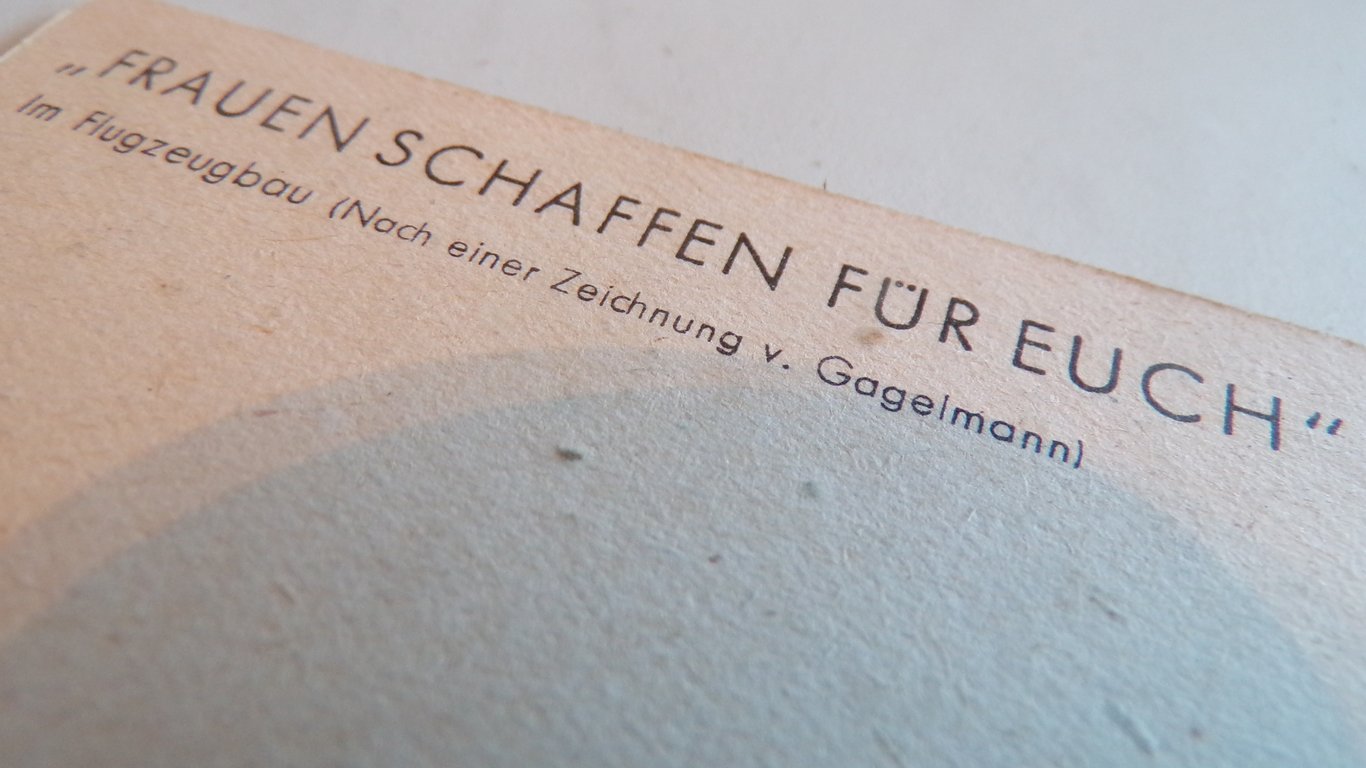 „FRAUEN SCHAFFEN FÜR EUCH“
Im Flugzeugbau (Nach einer Zeichnung v. Gagelmann)